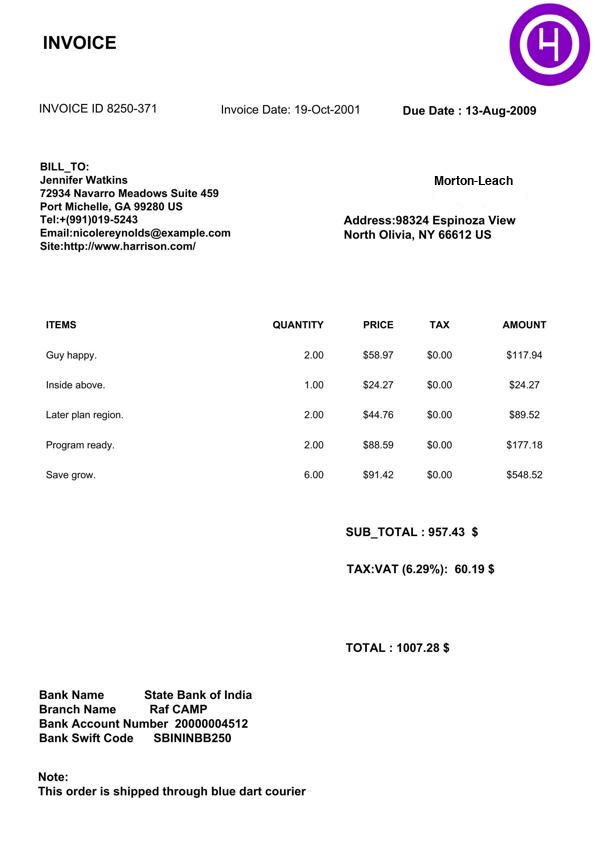 INVOICE
INVOICE ID 8250-371 Invoice Date: 19-Oct-2001 Due Date : 13-Aug-2009
BILL_TO:
Jennifer Watkins
72934 Navarro Meadows Suite 459
Port Michelle, GA 99280 US
Tel:+(991)019-5243
Email:nicolereynolds@example.com
Site:http://www.harrison.com/
Morton-Leach
Address:98324 Espinoza View
North Olivia, NY 66612 US
ITEMS QUANTITY PRICE TAX AMOUNT
Guy happy. 2.00 $58.97 $0.00 $117.94
Inside above. 1.00 $24.27 $0.00 $24.27
Later plan region. 2.00 $44.76 $0.00 $89.52
Program ready. 2.00 $88.59 $0.00 $177.18
Save grow. 6.00 $91.42 $0.00 $548.52
SUB_TOTAL : 957.43 $
TAX:VAT (6.29%): 60.19 $
TOTAL : 1007.28 $
Bank Name State Bank of India
Branch Name Raf CAMP
Bank Account Number 20000004512
Bank Swift Code SBININBB250
Note:
This order is shipped through blue dart courier